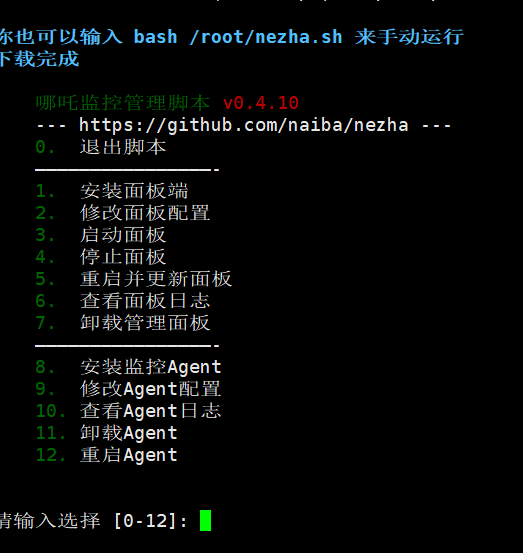 你也可以输入 bash /root/nezha.sh 来手动运行
下载完成
哪吒监控管理脚本 v0.4.10
--- https://github.com/naiba/nezha ---
0. 退出脚本
————————————————-
1. 安装面板端
2. 修改面板配置
3. 启动面板
4. 停止面板
5. 重启并更新面板
6. 查看面板日志
7. 卸载管理面板
————————————————-
8. 安装监控Agent
9. 修改Agent配置
10. 查看Agent日志
11. 卸载Agent
12. 重启Agent
请输入选择 [0-12]: